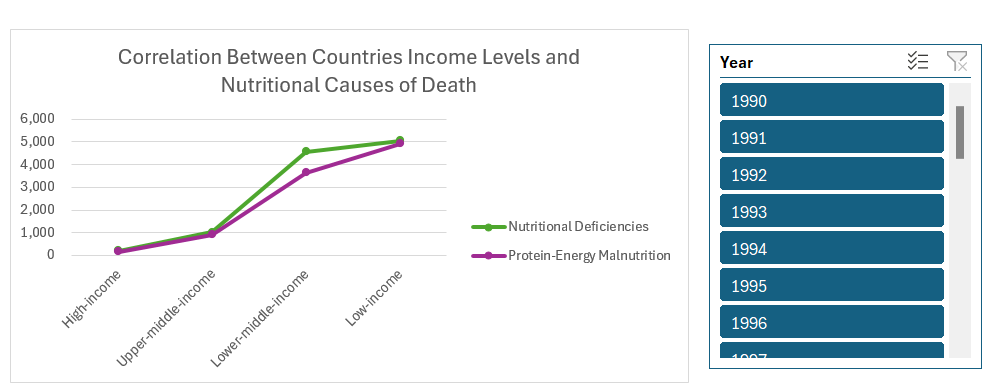 Correlation Between Countries Income Levels and
Nutritional Causes of Death
6,000
5,000
4,000
3,000
2,000
1,000
0
High-income
Upper-middle-income
Lower-middle-income
Low-income
Nutritional Deficiencies
Protein-Energy Malnutrition
Year
1990
1991
1992
1993
1994
1995
1996
1997